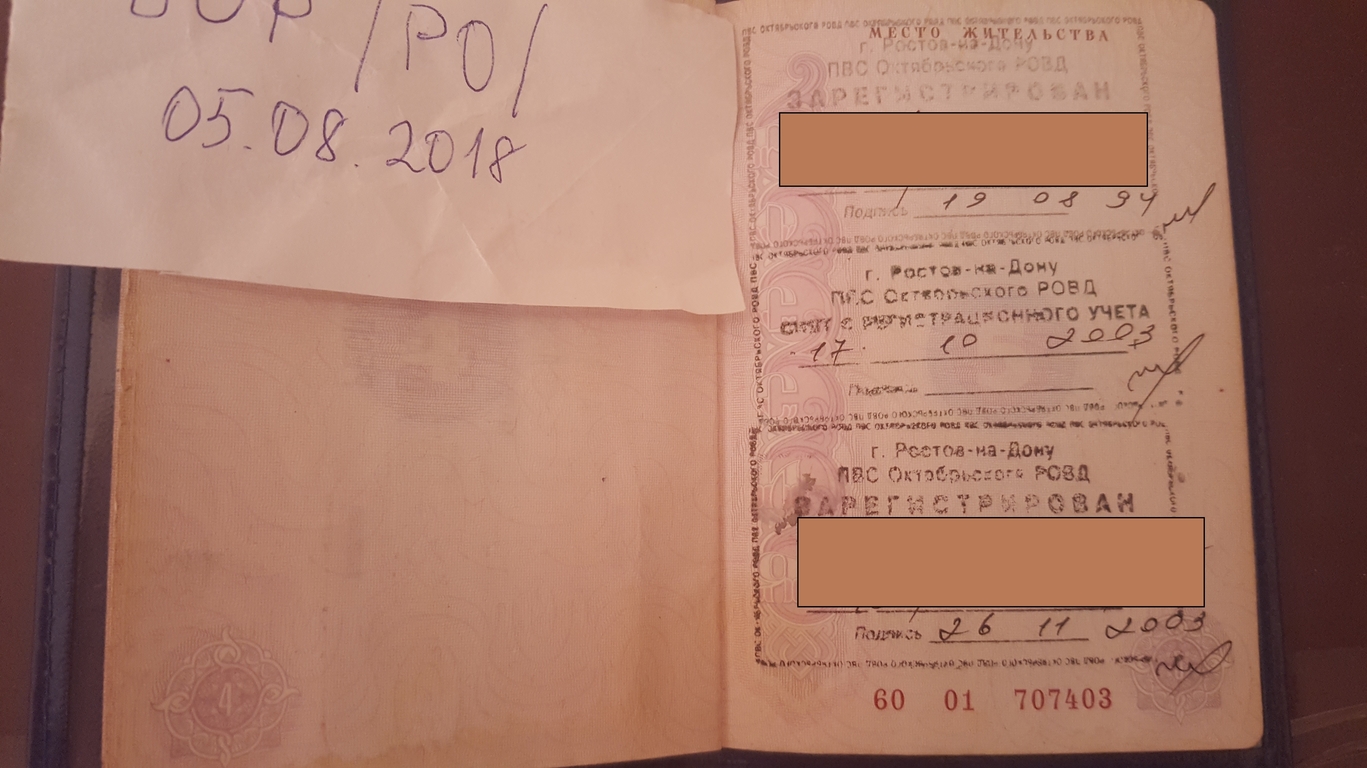 /РО/
05.08.2018
МЕСТО ЖИТЕЛЬСТВА
г. Ростов-на-Дону
ПВС Октябрьского РОВД
ЗАРЕГИСТРИРОВАН
Подпись 19 08 94
г. Ростов-на-Дону
ПВС Октябрьского РОВД
СНЯТ С РЕГИСТРАЦИОННОГО УЧЕТА
17 10 2003
Подпись
г. Ростов-на-Дону
ПВС Октябрьского РОВД
ЗАРЕГИСТРИРОВАН
Подпись 26 11 2003
60 01 707403
4